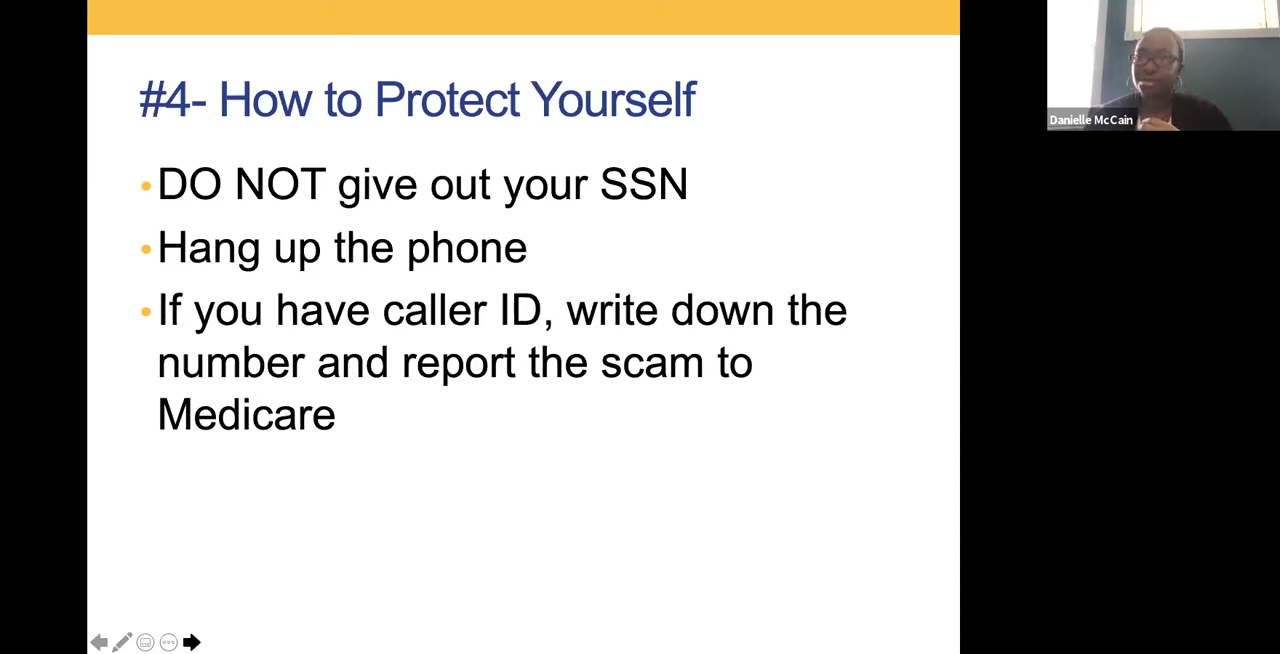 #4- How to Protect Yourself
•DO NOT give out your SSN
•Hang up the phone
•If you have caller ID, write down the
number and report the scam to
Medicare
Danielle McCain